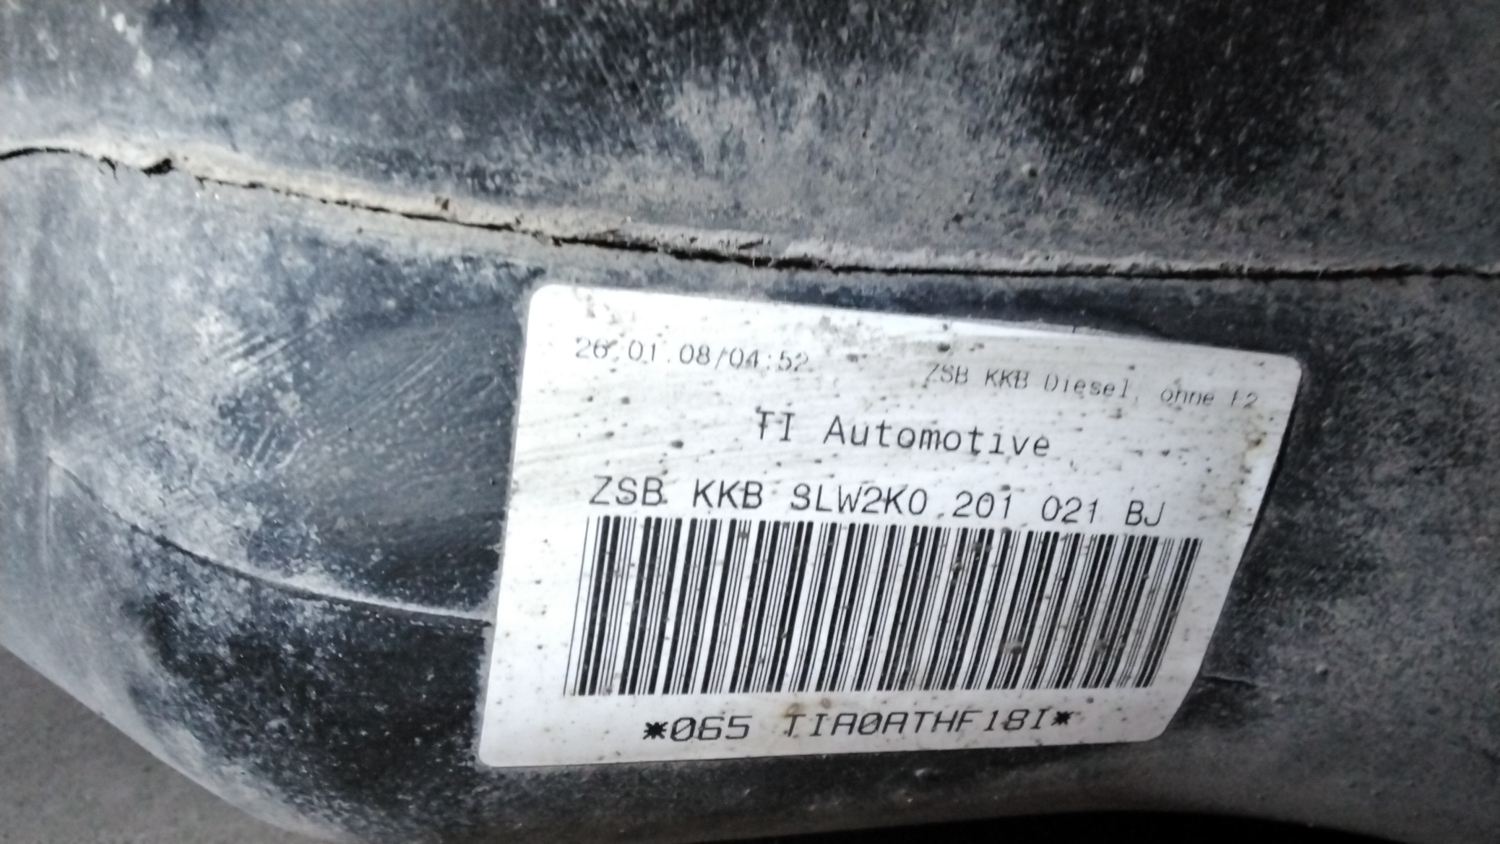 26.01.08/04:52
ZSB KKB Diesel, ohne
TI Automotive
ZSB KKB SLW2K0 201 021 BJ
*065 TIA0ATHF18I*